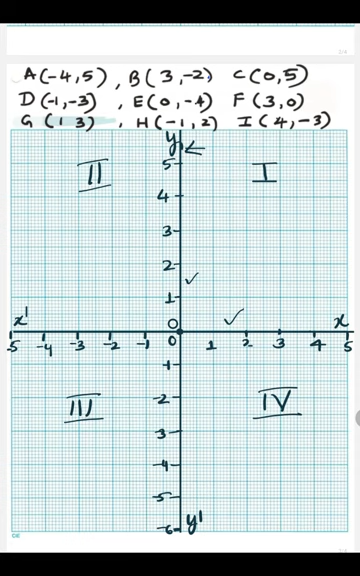 A(-4,5) , B(3,-2) C(0,5)
D(-1,-3) , E(0,-4) F(3,0)
G (1 3) , H(-1,2) I(4,-3)
y
II 5 I
4
3
2
1
x' 0 x
-5 -4 -3 -2 -1 0 1 2 3 4 5
-1
III -2 IV
-3
-4
-5
-6 y'